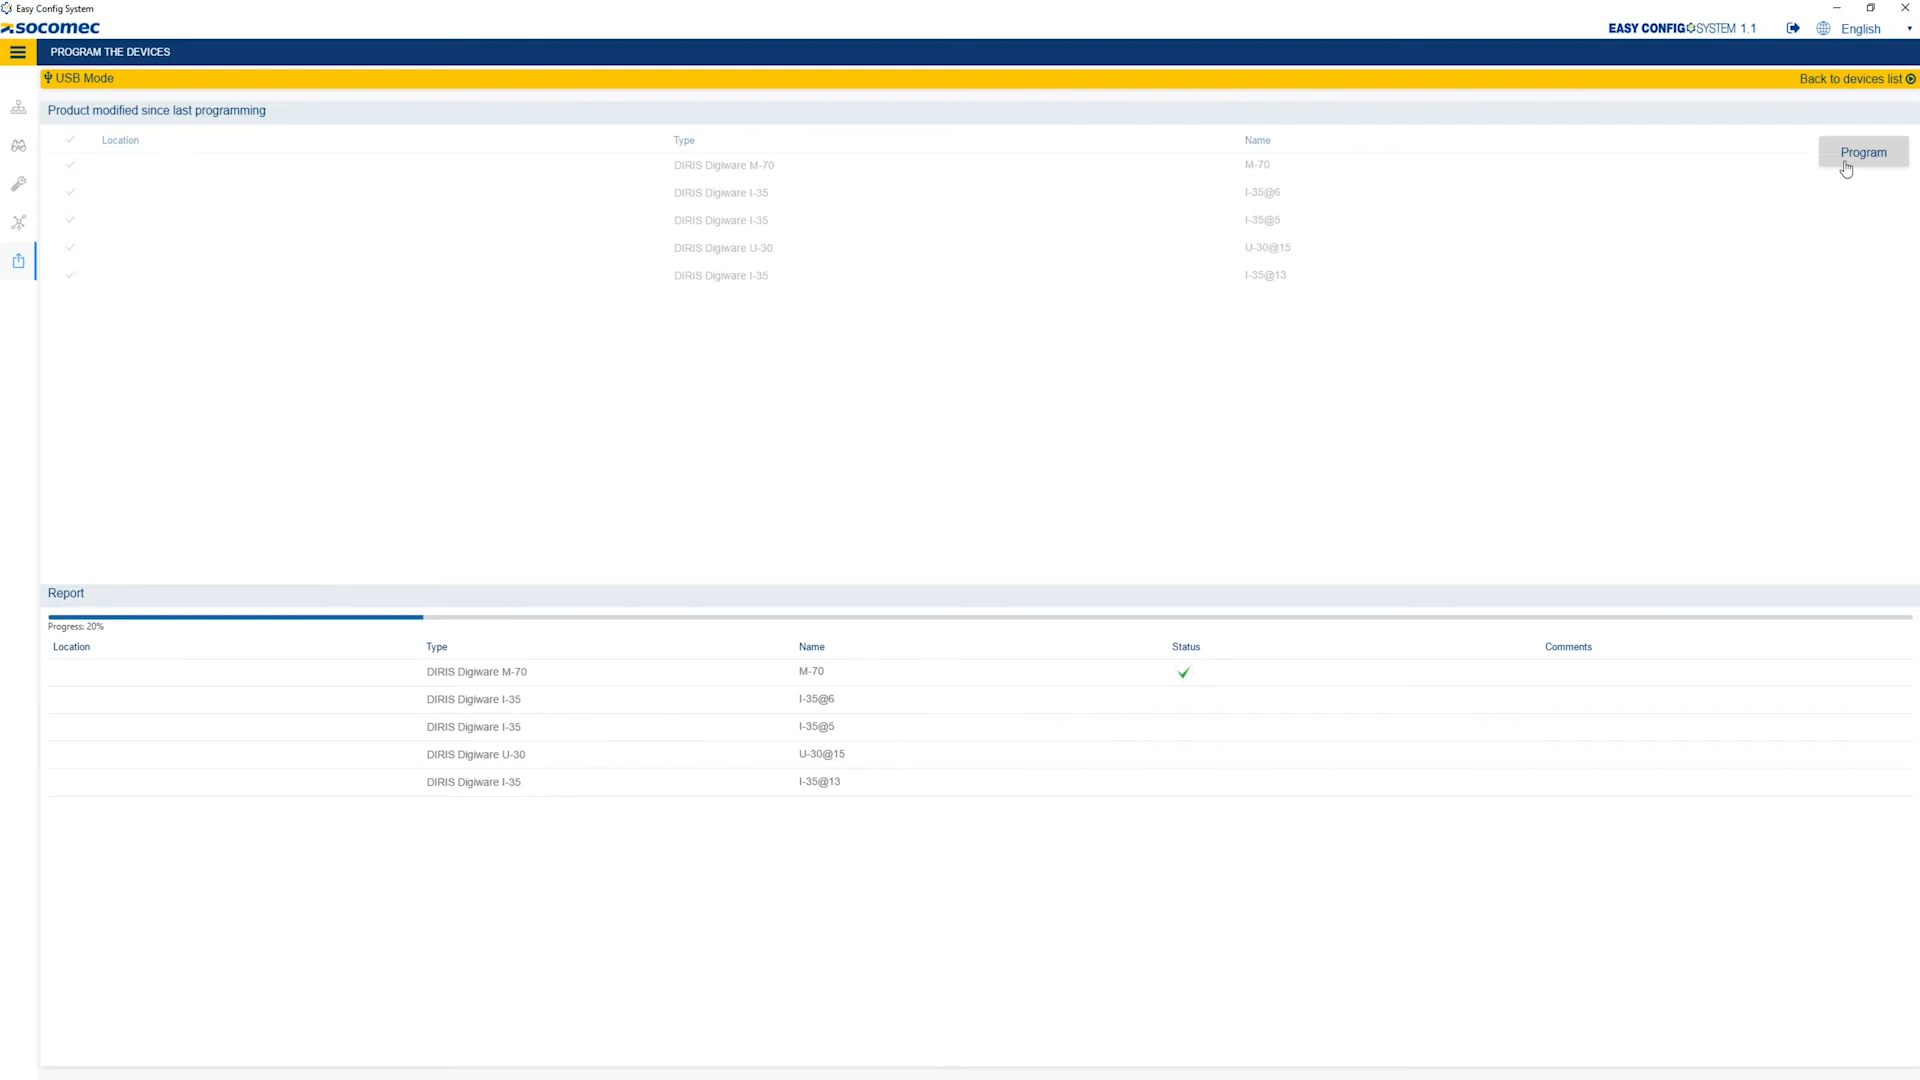 Easy Config System
socomec
EASY CONFIG SYSTEM 1.1
English
PROGRAM THE DEVICES
USB Mode
Back to devices list
Product modified since last programming
Location Type Name
DIRIS Digiware M-70 M-70
Program
DIRIS Digiware I-35 I-35@6
DIRIS Digiware I-35 I-35@5
DIRIS Digiware U-30 U-30@15
DIRIS Digiware I-35 I-35@13
Report
Progress: 20%
Location Type Name Status Comments
DIRIS Digiware M-70 M-70
DIRIS Digiware I-35 I-35@6
DIRIS Digiware I-35 I-35@5
DIRIS Digiware U-30 U-30@15
DIRIS Digiware I-35 I-35@13